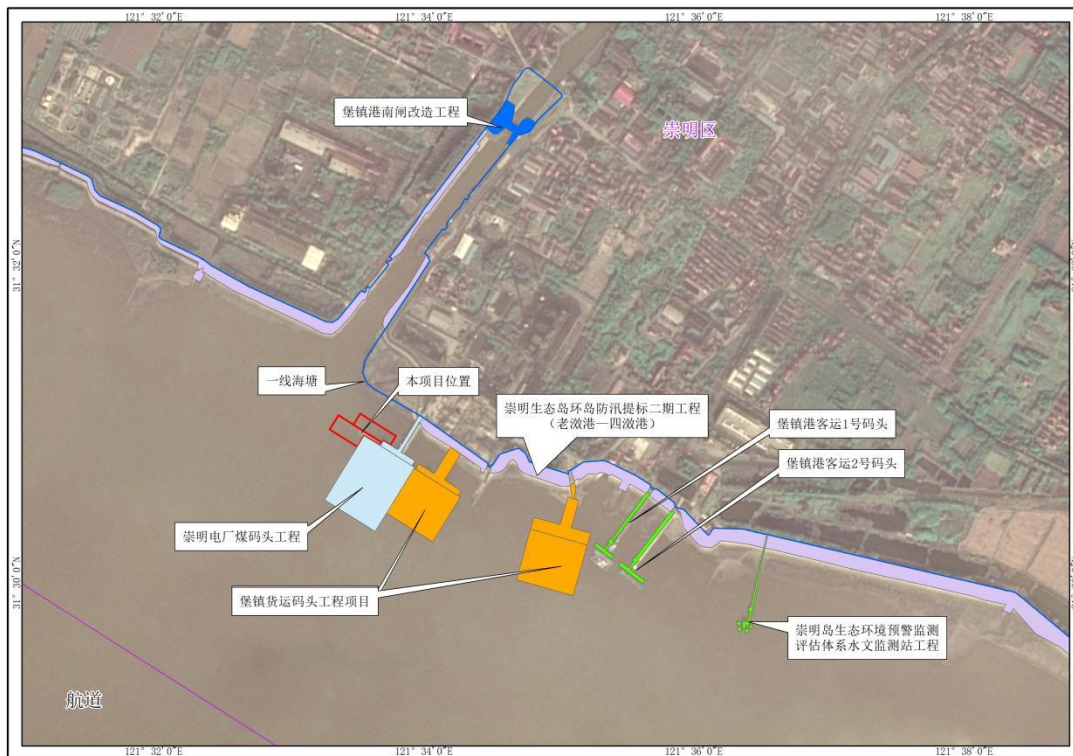 121° 32′0″E
121° 34′0″E
121° 36′0″E
121° 38′0″E
堡镇港南闸改造工程
崇明区
31° 32′0″N
一线海塘
本项目位置
崇明生态岛环岛防汛提标二期工程
（老滧港—四滧港）
堡镇港客运1号码头
堡镇港客运2号码头
崇明电厂煤码头工程
31° 30′0″N
堡镇货运码头工程项目
崇明岛生态环境预警监测
评估体系水文监测站工程
航道
121° 32′0″E
121° 34′0″E
121° 36′0″E
121° 38′0″E